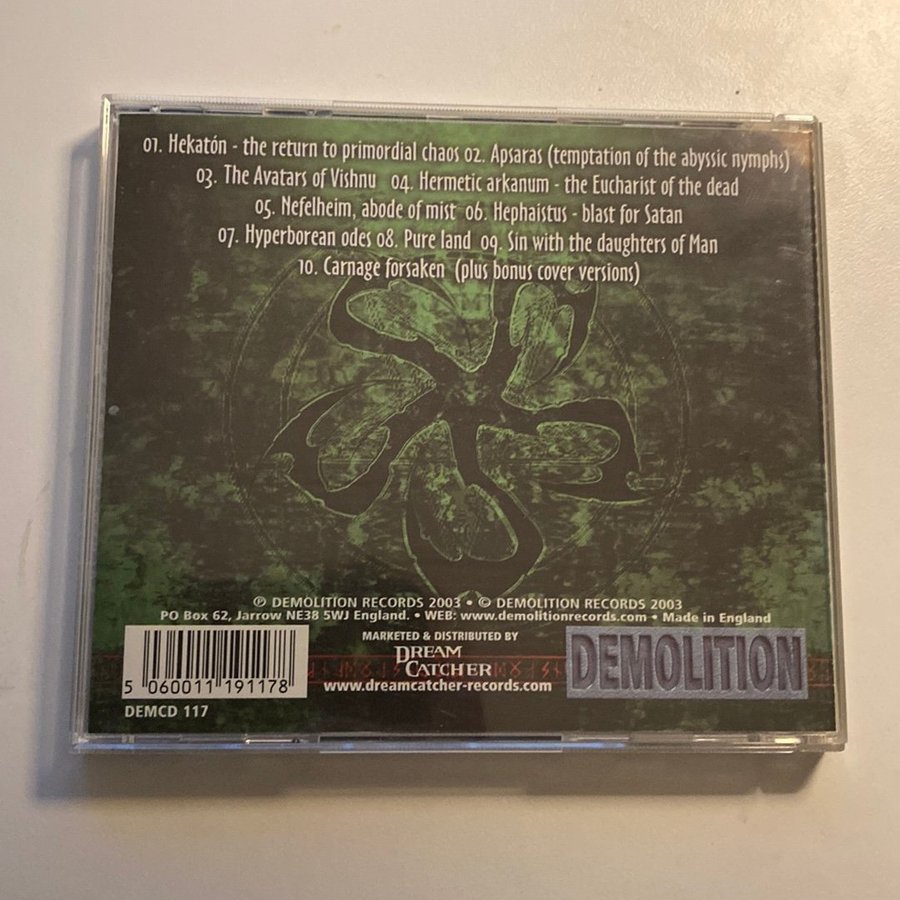 01. Hekatón - the return to primordial chaos 02. Apsaras (temptation of the abyssic nymphs)
03. The Avatars of Vishnu 04. Hermetic arkanum - the Eucharist of the dead
05. Nefelheim, abode of mist 06. Hephaistus - blast for Satan
07. Hyperborean odes 08. Pure land 09. Sin with the daughters of Man
10. Carnage forsaken (plus bonus cover versions)
℗ DEMOLITION RECORDS 2003 • © DEMOLITION RECORDS 2003
PO Box 62, Jarrow NE38 5WJ England. • WEB: www.demolitionrecords.com • Made in England
MARKETED & DISTRIBUTED BY
DREAM
CATCHER
www.dreamcatcher-records.com
DEMOLITION
5 060011 191178
DEMCD 117